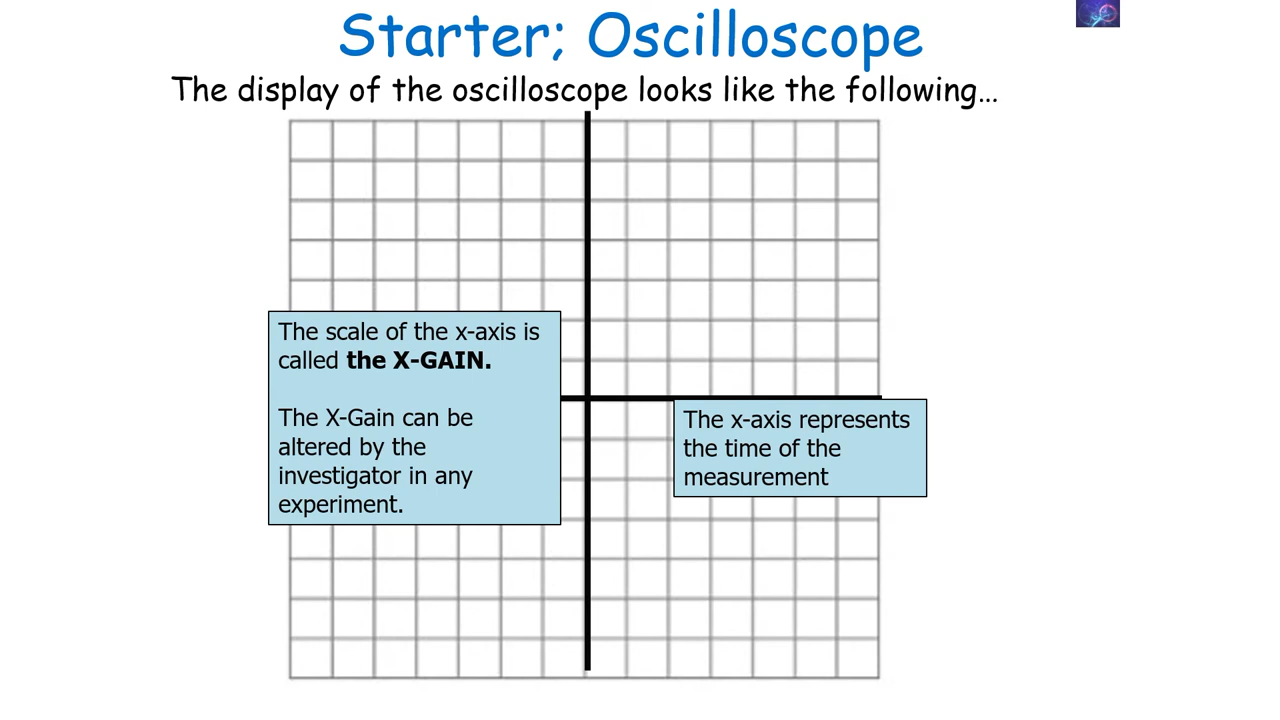 Starter; Oscilloscope
The display of the oscilloscope looks like the following…
The scale of the x-axis is
called the X-GAIN.
The X-Gain can be
altered by the
investigator in any
experiment.
The x-axis represents
the time of the
measurement